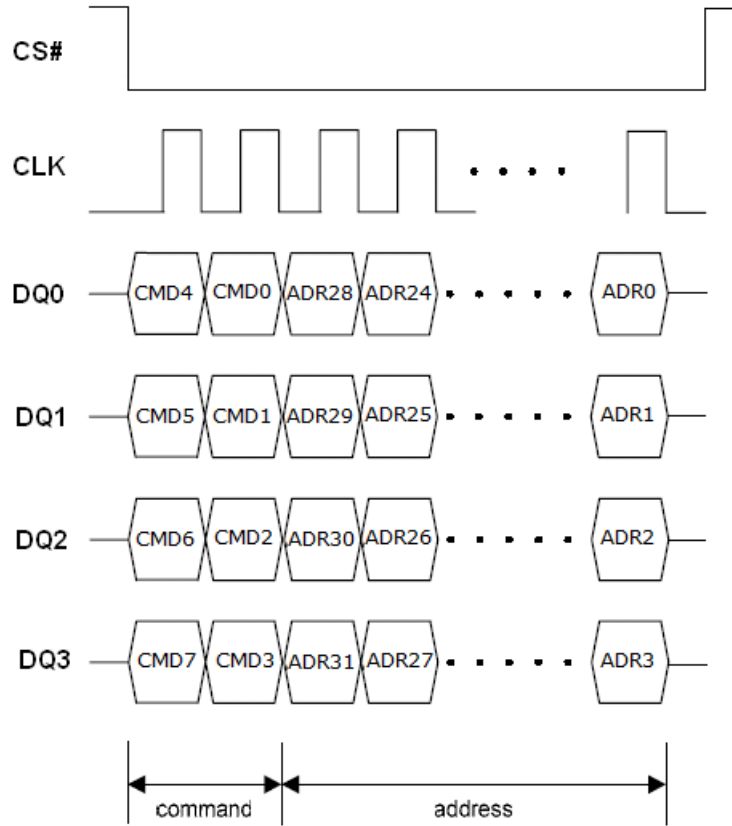 CS#
CLK
DQ0 CMD4 CMD0 ADR28 ADR24 ADR0
DQ1 CMD5 CMD1 ADR29 ADR25 ADR1
DQ2 CMD6 CMD2 ADR30 ADR26 ADR2
DQ3 CMD7 CMD3 ADR31 ADR27 ADR3
command address